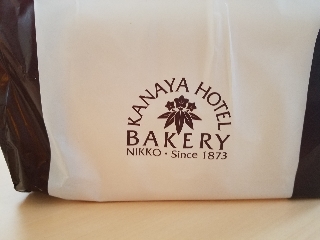 KANAYA HOTEL
BAKERY
NIKKO · Since 1873